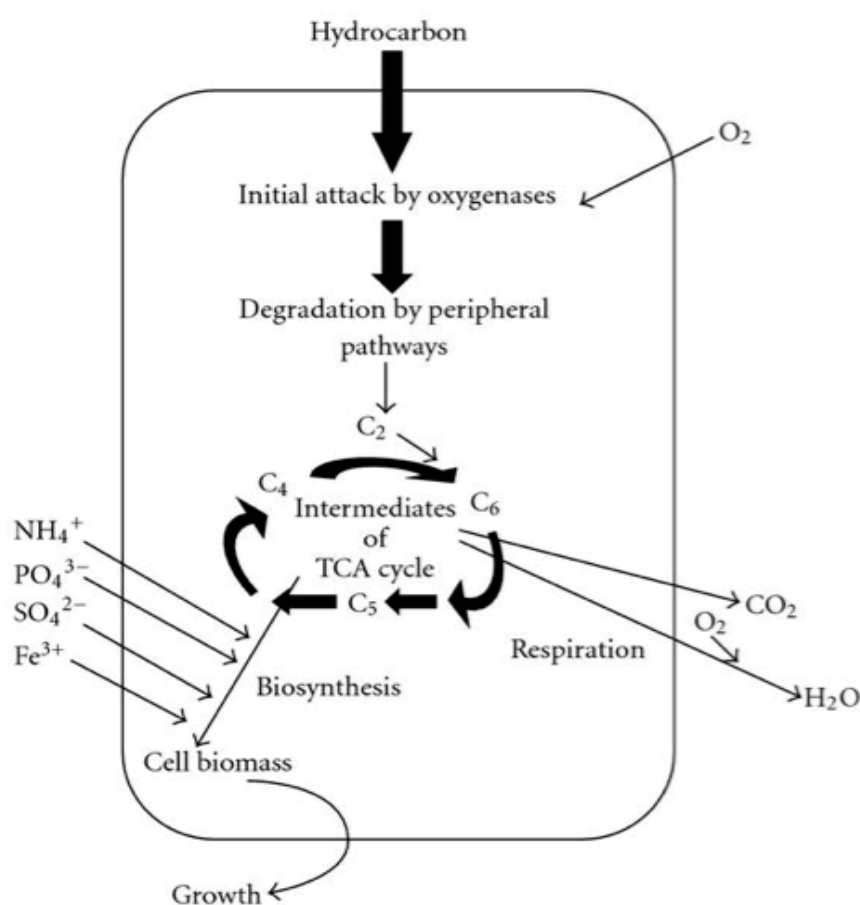 Hydrocarbon
O₂
Initial attack by oxygenases
Degradation by peripheral
pathways
C₂
C₄
C₆
Intermediates
of
TCA cycle
C₅
NH₄⁺
PO₄³⁻
SO₄²⁻
Fe³⁺
CO₂
O₂
Respiration
H₂O
Biosynthesis
Cell biomass
Growth